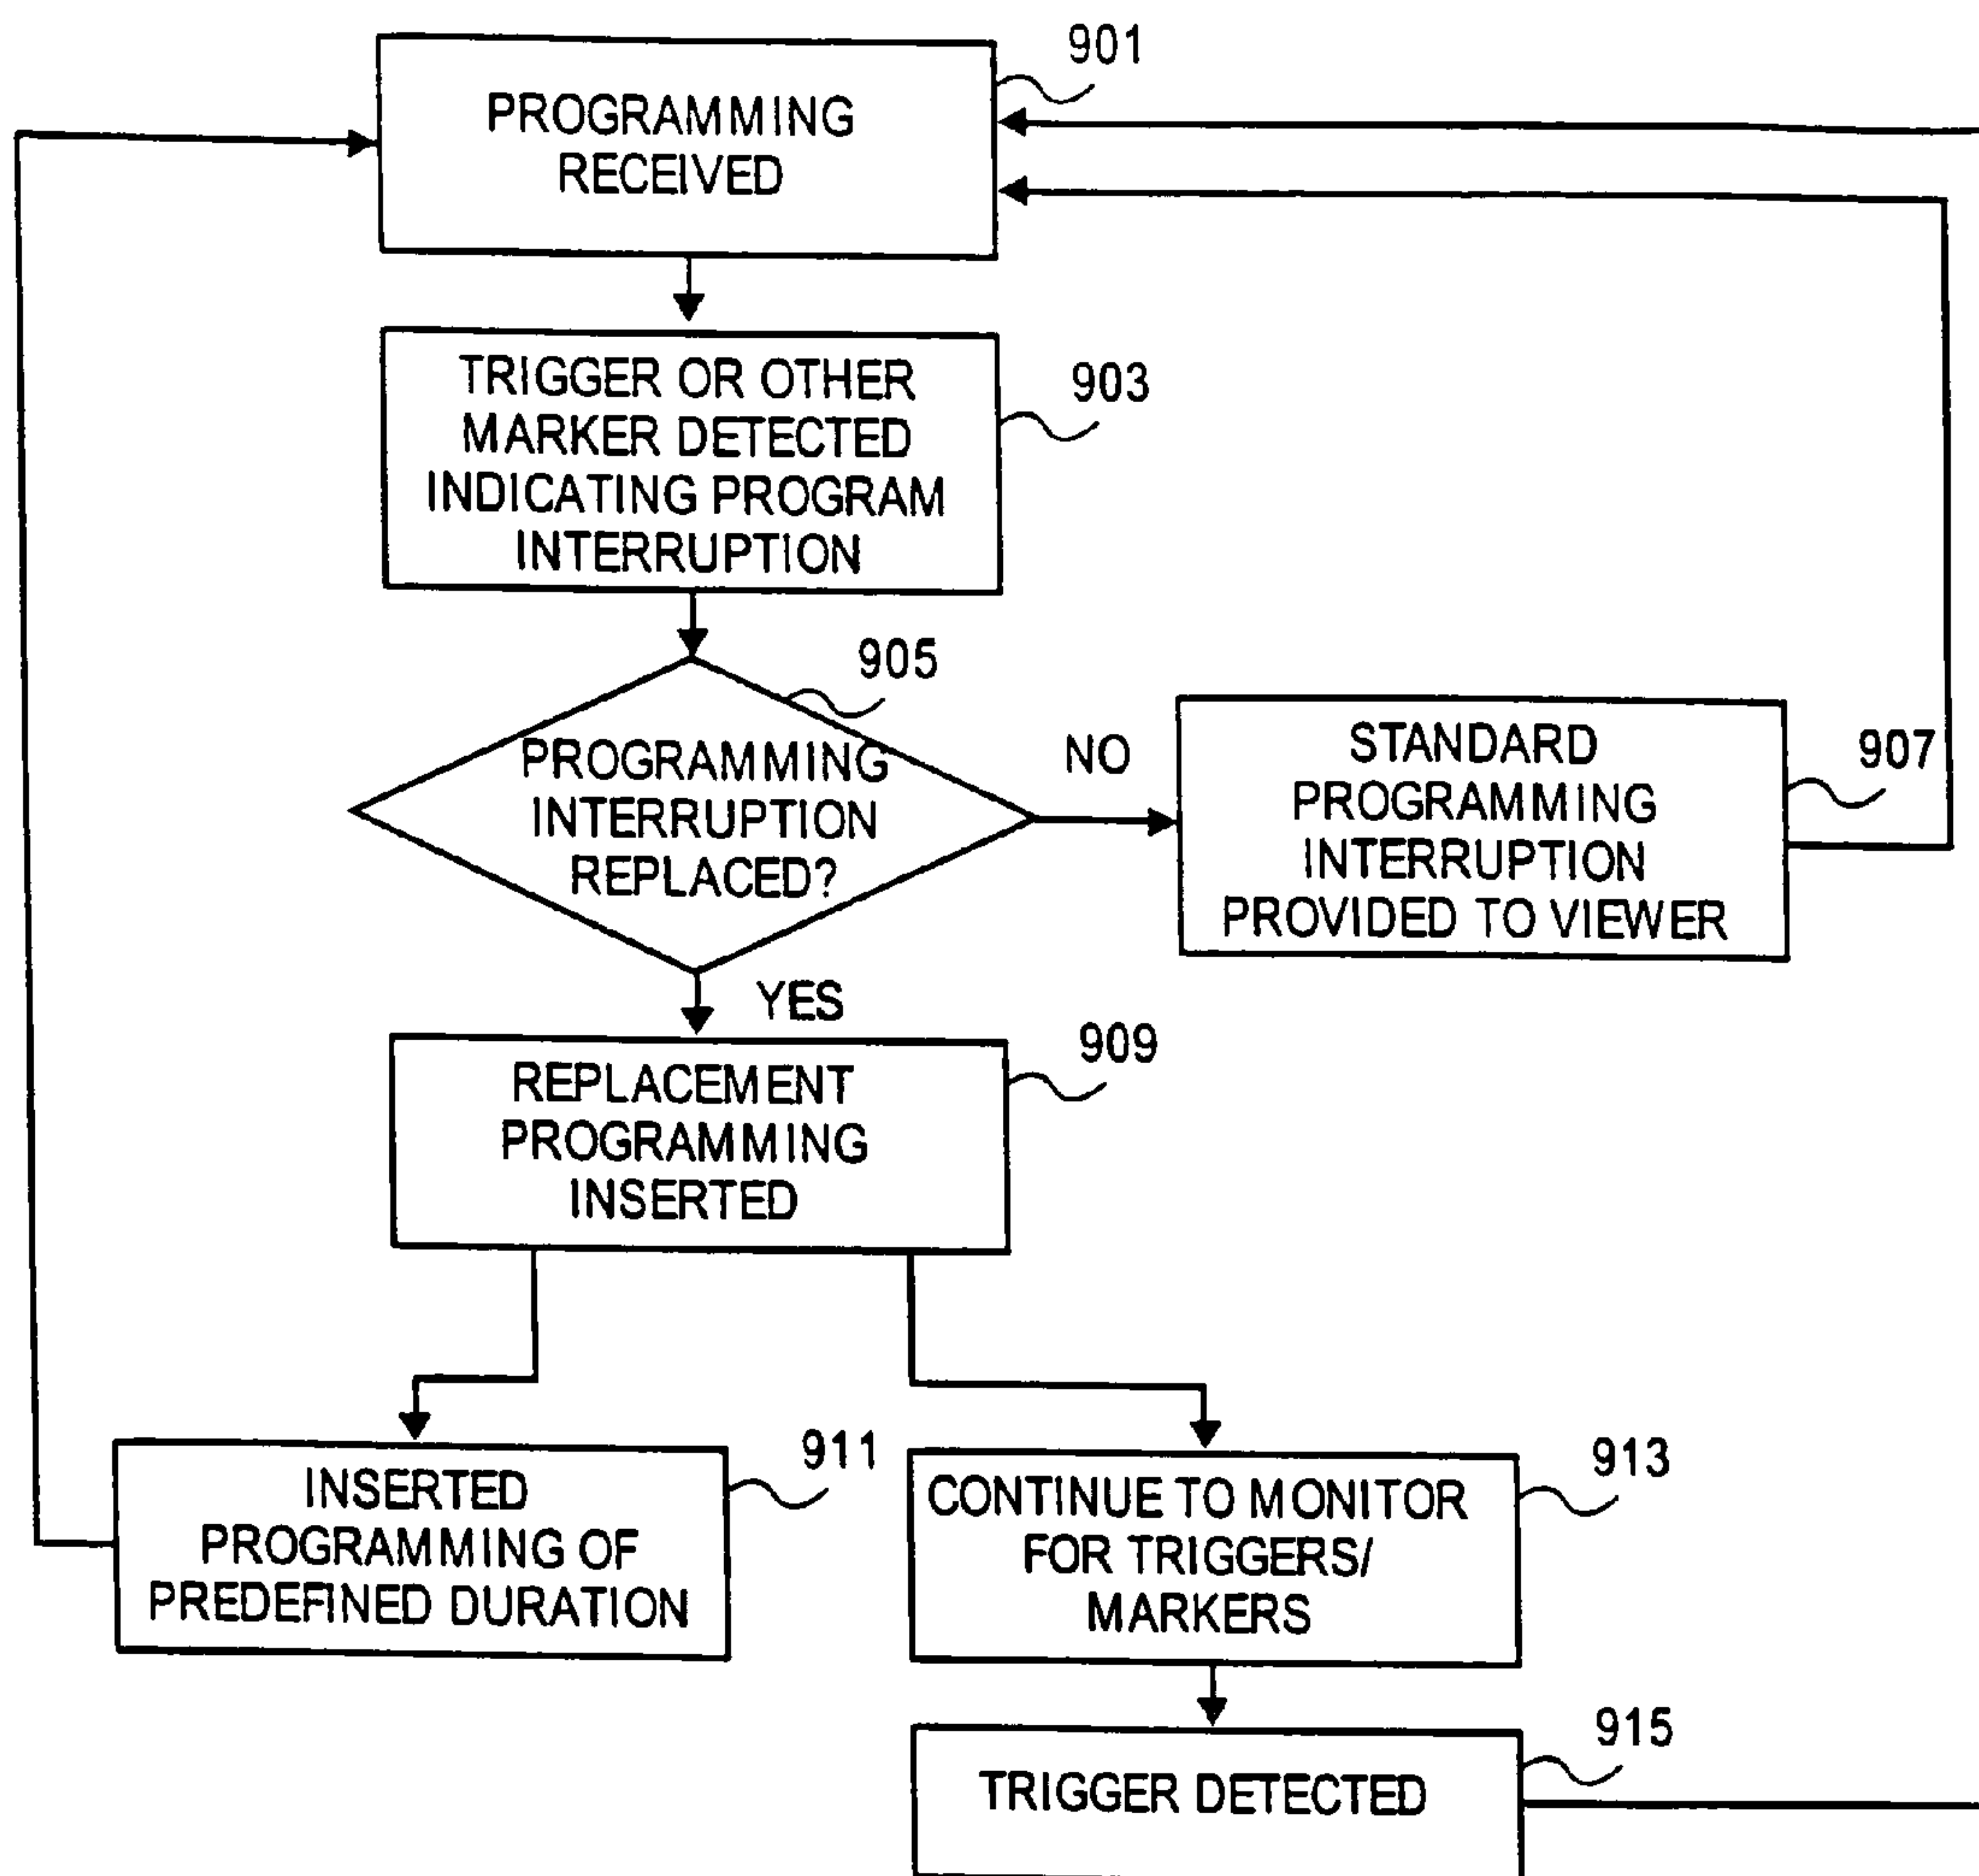 901
PROGRAMMING
RECEIVED
903
TRIGGER OR OTHER
MARKER DETECTED
INDICATING PROGRAM
INTERRUPTION
905
PROGRAMMING
INTERRUPTION
REPLACED?
NO
907
STANDARD
PROGRAMMING
INTERRUPTION
PROVIDED TO VIEWER
YES
909
REPLACEMENT
PROGRAMMING
INSERTED
911
INSERTED
PROGRAMMING OF
PREDEFINED DURATION
913
CONTINUE TO MONITOR
FOR TRIGGERS/
MARKERS
915
TRIGGER DETECTED